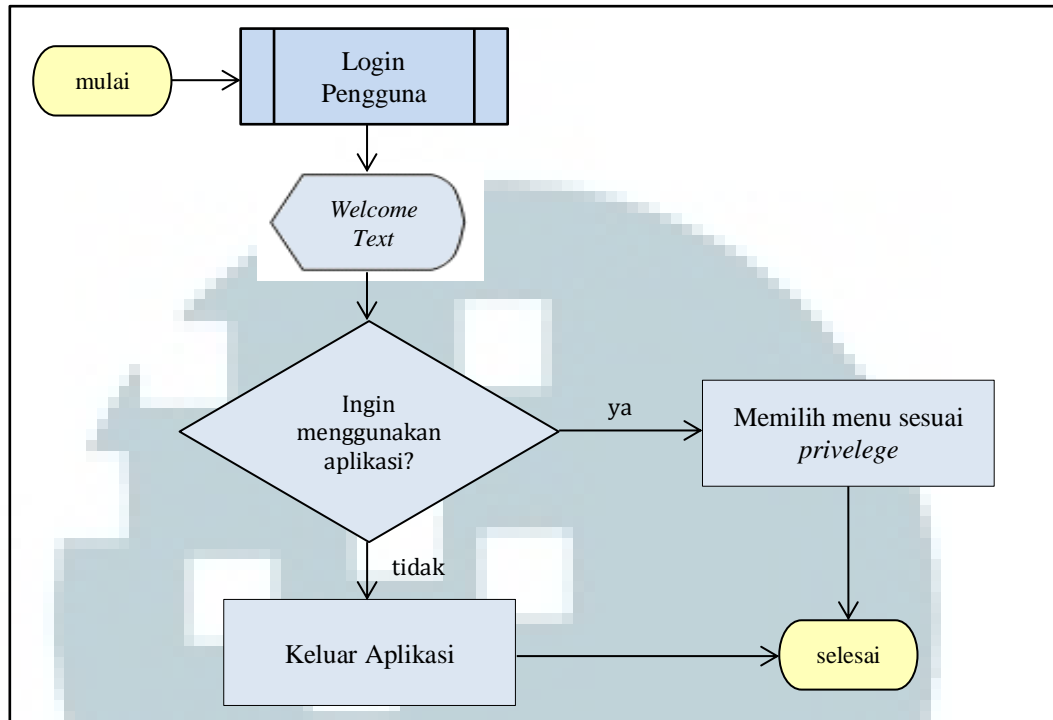 mulai
Login
Pengguna
Welcome
Text
Ingin
menggunakan
aplikasi?
ya
Memilih menu sesuai
privelege
tidak
Keluar Aplikasi
selesai